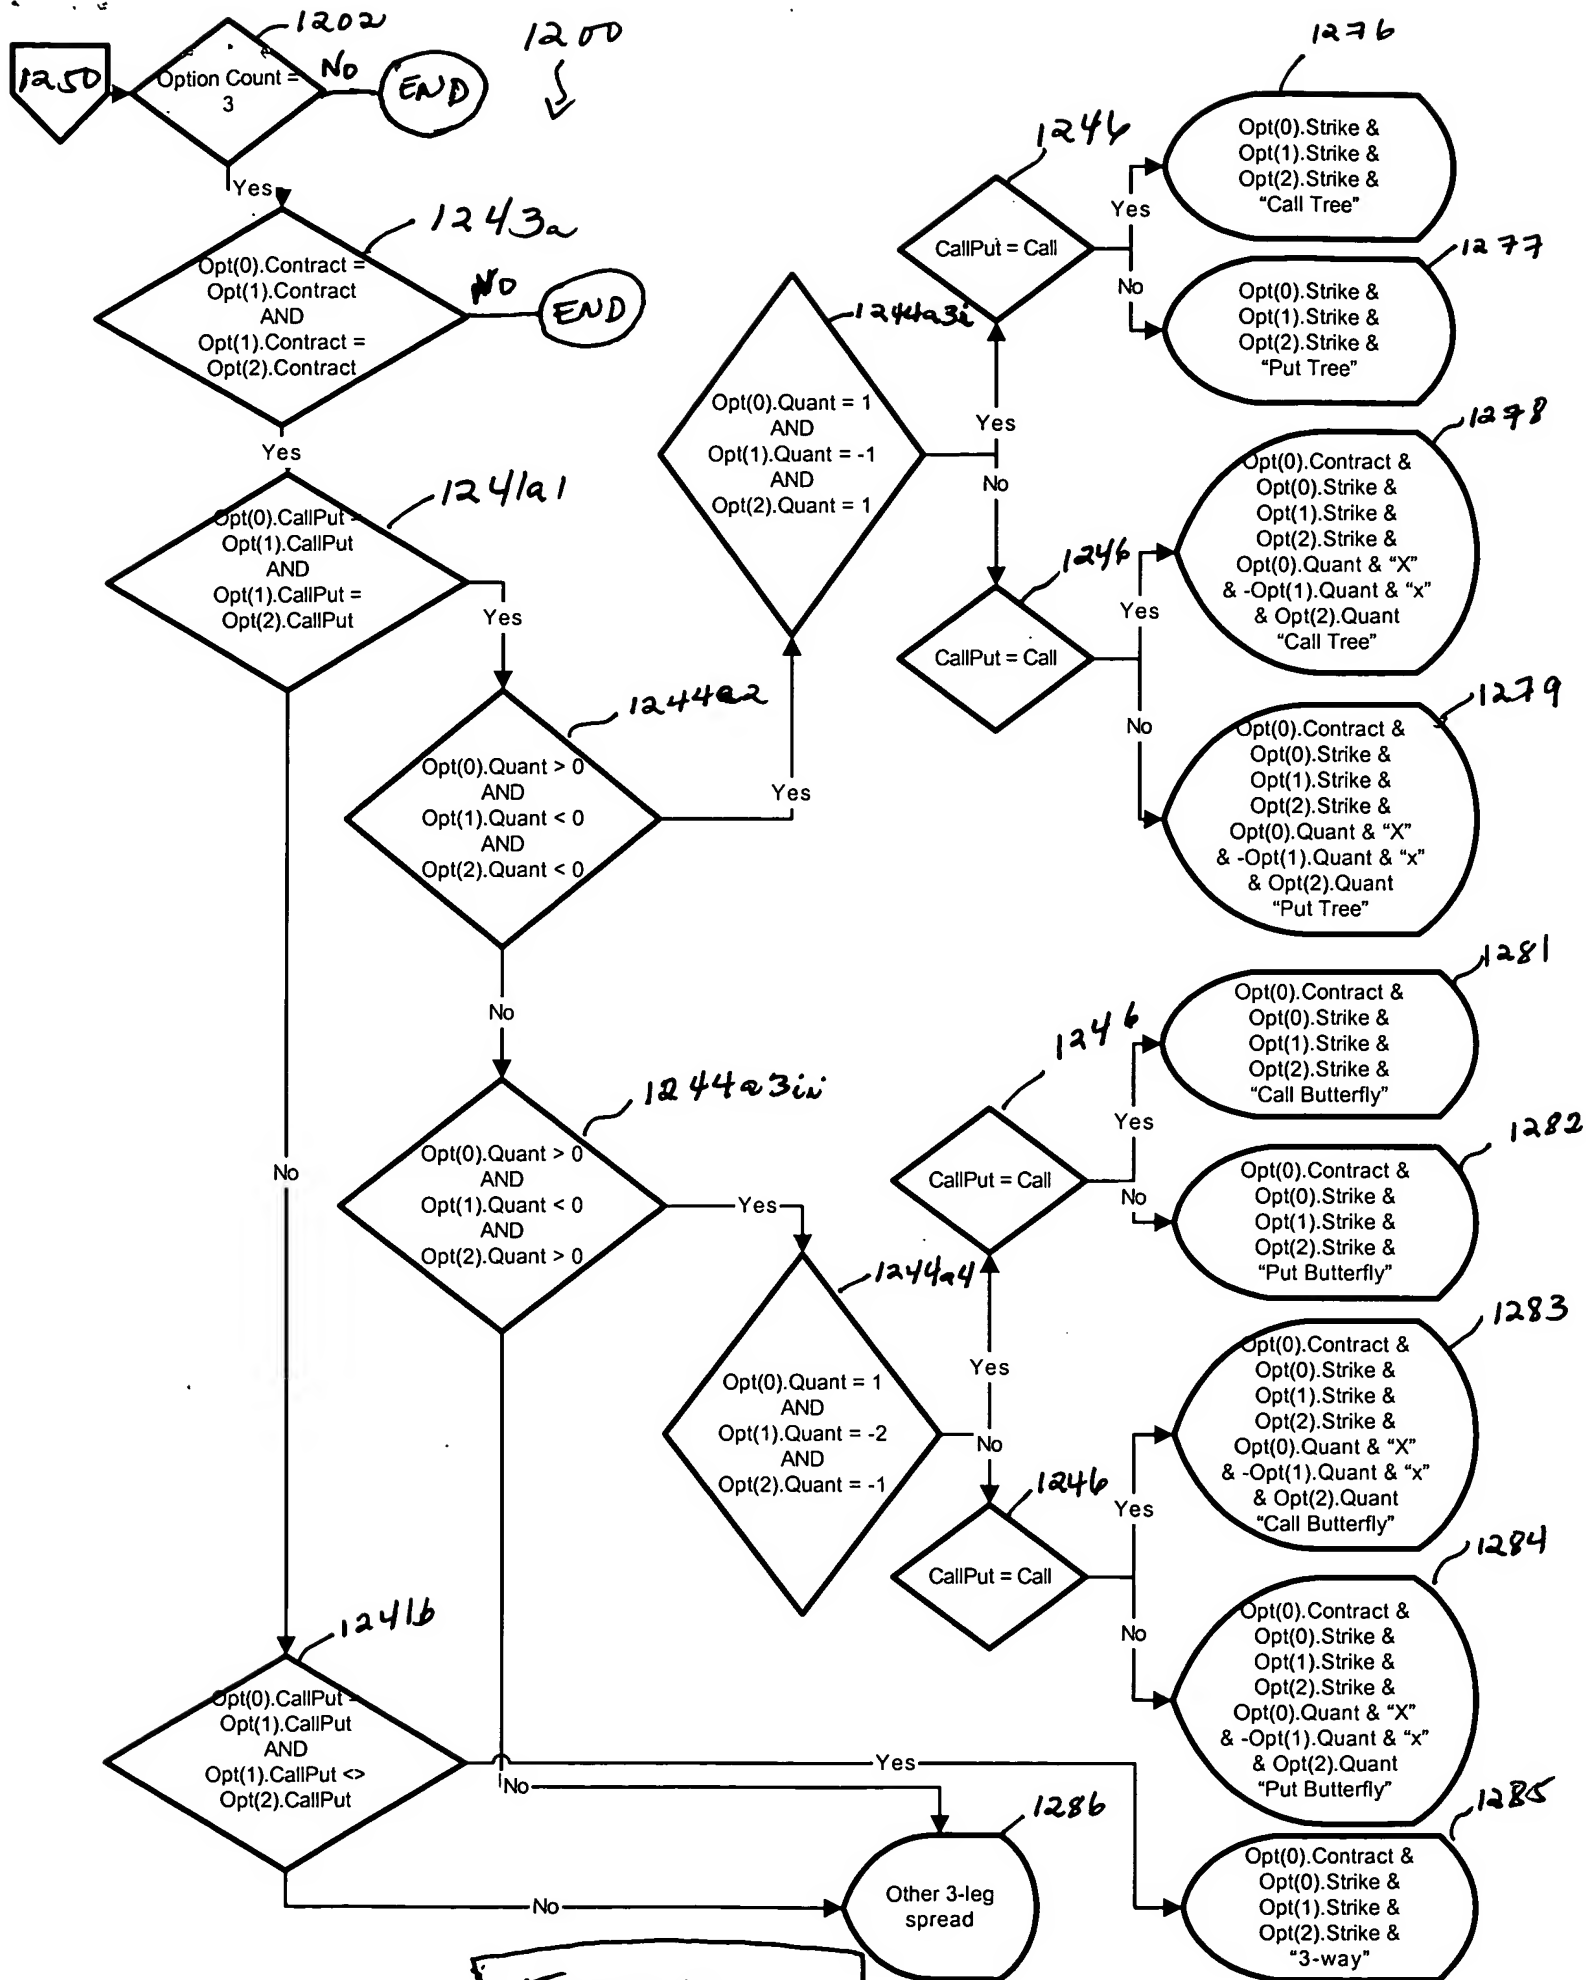 1202
1200
1250
Option Count =
3
No
END
Yes
1243a
Opt(0).Contract =
Opt(1).Contract
AND
Opt(1).Contract =
Opt(2).Contract
No
END
Yes
1241a1
Opt(0).CallPut =
Opt(1).CallPut
AND
Opt(1).CallPut =
Opt(2).CallPut
Yes
No
1244a2
Opt(0).Quant > 0
AND
Opt(1).Quant < 0
AND
Opt(2).Quant < 0
Yes
No
1244a3i
Opt(0).Quant = 1
AND
Opt(1).Quant = -1
AND
Opt(2).Quant = 1
Yes
No
1246
CallPut = Call
Yes
No
1276
Opt(0).Strike &
Opt(1).Strike &
Opt(2).Strike &
“Call Tree”
1277
Opt(0).Strike &
Opt(1).Strike &
Opt(2).Strike &
“Put Tree”
1246
CallPut = Call
Yes
No
1278
Opt(0).Contract &
Opt(0).Strike &
Opt(1).Strike &
Opt(2).Strike &
Opt(0).Quant & “X”
& -Opt(1).Quant & “x”
& Opt(2).Quant
“Call Tree”
1279
Opt(0).Contract &
Opt(0).Strike &
Opt(1).Strike &
Opt(2).Strike &
Opt(0).Quant & “X”
& -Opt(1).Quant & “x”
& Opt(2).Quant
“Put Tree”
1244a3ii
Opt(0).Quant > 0
AND
Opt(1).Quant < 0
AND
Opt(2).Quant > 0
Yes
1244a4
Opt(0).Quant = 1
AND
Opt(1).Quant = -2
AND
Opt(2).Quant = -1
Yes
No
1246
CallPut = Call
Yes
No
1281
Opt(0).Contract &
Opt(0).Strike &
Opt(1).Strike &
Opt(2).Strike &
“Call Butterfly”
1282
Opt(0).Contract &
Opt(0).Strike &
Opt(1).Strike &
Opt(2).Strike &
“Put Butterfly”
1246
CallPut = Call
Yes
No
1283
Opt(0).Contract &
Opt(0).Strike &
Opt(1).Strike &
Opt(2).Strike &
Opt(0).Quant & “X”
& -Opt(1).Quant & “x”
& Opt(2).Quant
“Call Butterfly”
1284
Opt(0).Contract &
Opt(0).Strike &
Opt(1).Strike &
Opt(2).Strike &
Opt(0).Quant & “X”
& -Opt(1).Quant & “x”
& Opt(2).Quant
“Put Butterfly”
1241b
Opt(0).CallPut =
Opt(1).CallPut
AND
Opt(1).CallPut <>
Opt(2).CallPut
Yes
No
No
1286
Other 3-leg
spread
1285
Opt(0).Contract &
Opt(0).Strike &
Opt(1).Strike &
Opt(2).Strike &
“3-way”